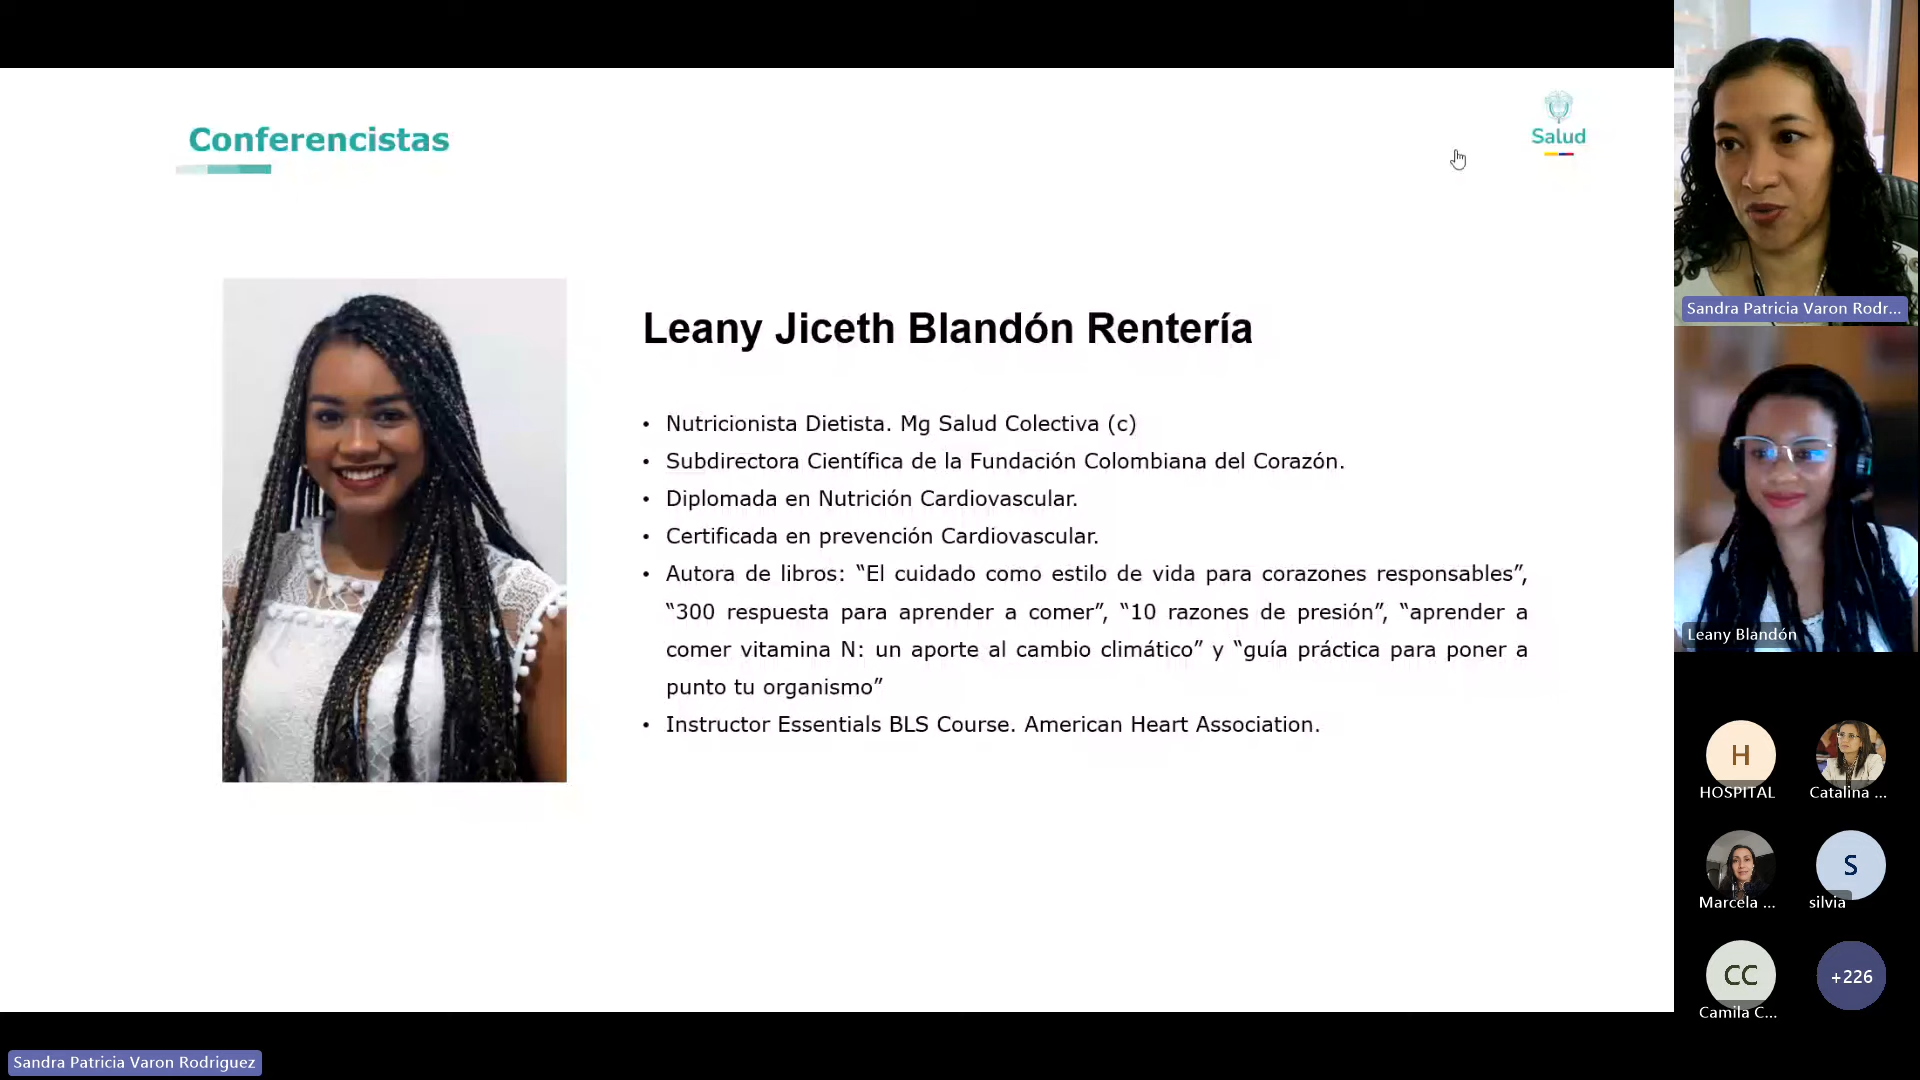 Conferencistas
Salud
Leany Jiceth Blandón Rentería
• Nutricionista Dietista. Mg Salud Colectiva (c)
• Subdirectora Científica de la Fundación Colombiana del Corazón.
• Diplomada en Nutrición Cardiovascular.
• Certificada en prevención Cardiovascular.
• Autora de libros: “El cuidado como estilo de vida para corazones responsables”,
“300 respuesta para aprender a comer”, “10 razones de presión”, “aprender a
comer vitamina N: un aporte al cambio climático” y “guía práctica para poner a
punto tu organismo”
• Instructor Essentials BLS Course. American Heart Association.
Sandra Patricia Varon Rodr...
Leany Blandón
H
HOSPITAL
Catalina ...
Marcela ...
S
silvia
CC
Camila C...
+226
Sandra Patricia Varon Rodriguez